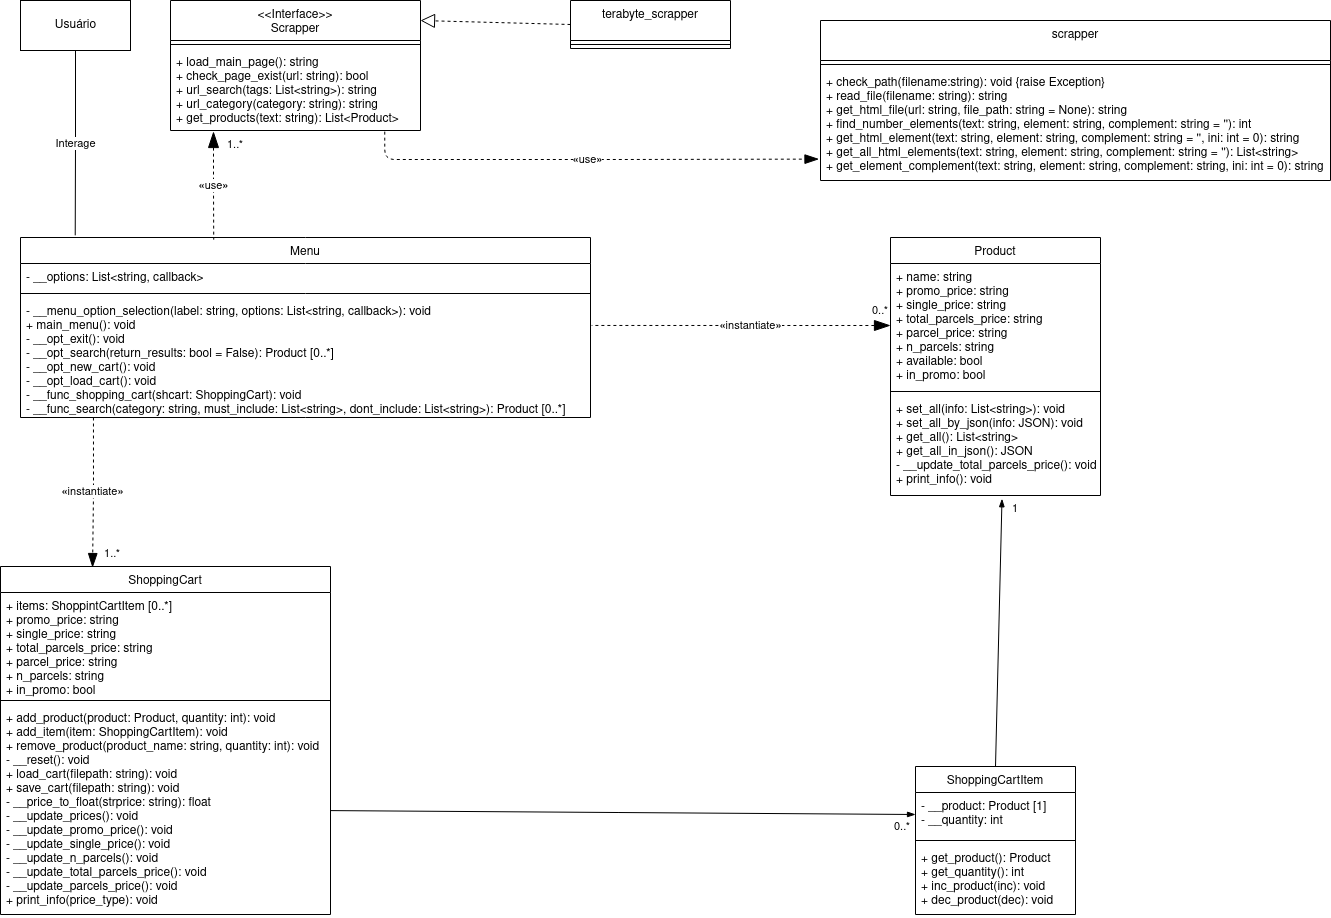 Usuário
Interage
<<Interface>>
Scrapper
+ load_main_page(): string
+ check_page_exist(url: string): bool
+ url_search(tags: List<string>): string
+ url_category(category: string): string
+ get_products(text: string): List<Product>
terabyte_scrapper
scrapper
+ check_path(filename:string): void {raise Exception}
+ read_file(filename: string): string
+ get_html_file(url: string, file_path: string = None): string
+ find_number_elements(text: string, element: string, complement: string = ''): int
+ get_html_element(text: string, element: string, complement: string = '', ini: int = 0): string
+ get_all_html_elements(text: string, element: string, complement: string = ''): List<string>
+ get_element_complement(text: string, element: string, complement: string, ini: int = 0): string
1..*
«use»
«use»
Menu
- __options: List<string, callback>
- __menu_option_selection(label: string, options: List<string, callback>): void
+ main_menu(): void
- __opt_exit(): void
- __opt_search(return_results: bool = False): Product [0..*]
- __opt_new_cart(): void
- __opt_load_cart(): void
- __func_shopping_cart(shcart: ShoppingCart): void
- __func_search(category: string, must_include: List<string>, dont_include: List<string>): Product [0..*]
«instantiate»
0..*
Product
+ name: string
+ promo_price: string
+ single_price: string
+ total_parcels_price: string
+ parcel_price: string
+ n_parcels: string
+ available: bool
+ in_promo: bool
+ set_all(info: List<string>): void
+ set_all_by_json(info: JSON): void
+ get_all(): List<string>
+ get_all_in_json(): JSON
- __update_total_parcels_price(): void
+ print_info(): void
1
«instantiate»
1..*
ShoppingCart
+ items: ShoppintCartItem [0..*]
+ promo_price: string
+ single_price: string
+ total_parcels_price: string
+ parcel_price: string
+ n_parcels: string
+ in_promo: bool
+ add_product(product: Product, quantity: int): void
+ add_item(item: ShoppingCartItem): void
+ remove_product(product_name: string, quantity: int): void
- __reset(): void
+ load_cart(filepath: string): void
+ save_cart(filepath: string): void
- __price_to_float(strprice: string): float
- __update_prices(): void
- __update_promo_price(): void
- __update_single_price(): void
- __update_n_parcels(): void
- __update_total_parcels_price(): void
- __update_parcels_price(): void
+ print_info(price_type): void
0..*
ShoppingCartItem
- __product: Product [1]
- __quantity: int
+ get_product(): Product
+ get_quantity(): int
+ inc_product(inc): void
+ dec_product(dec): void